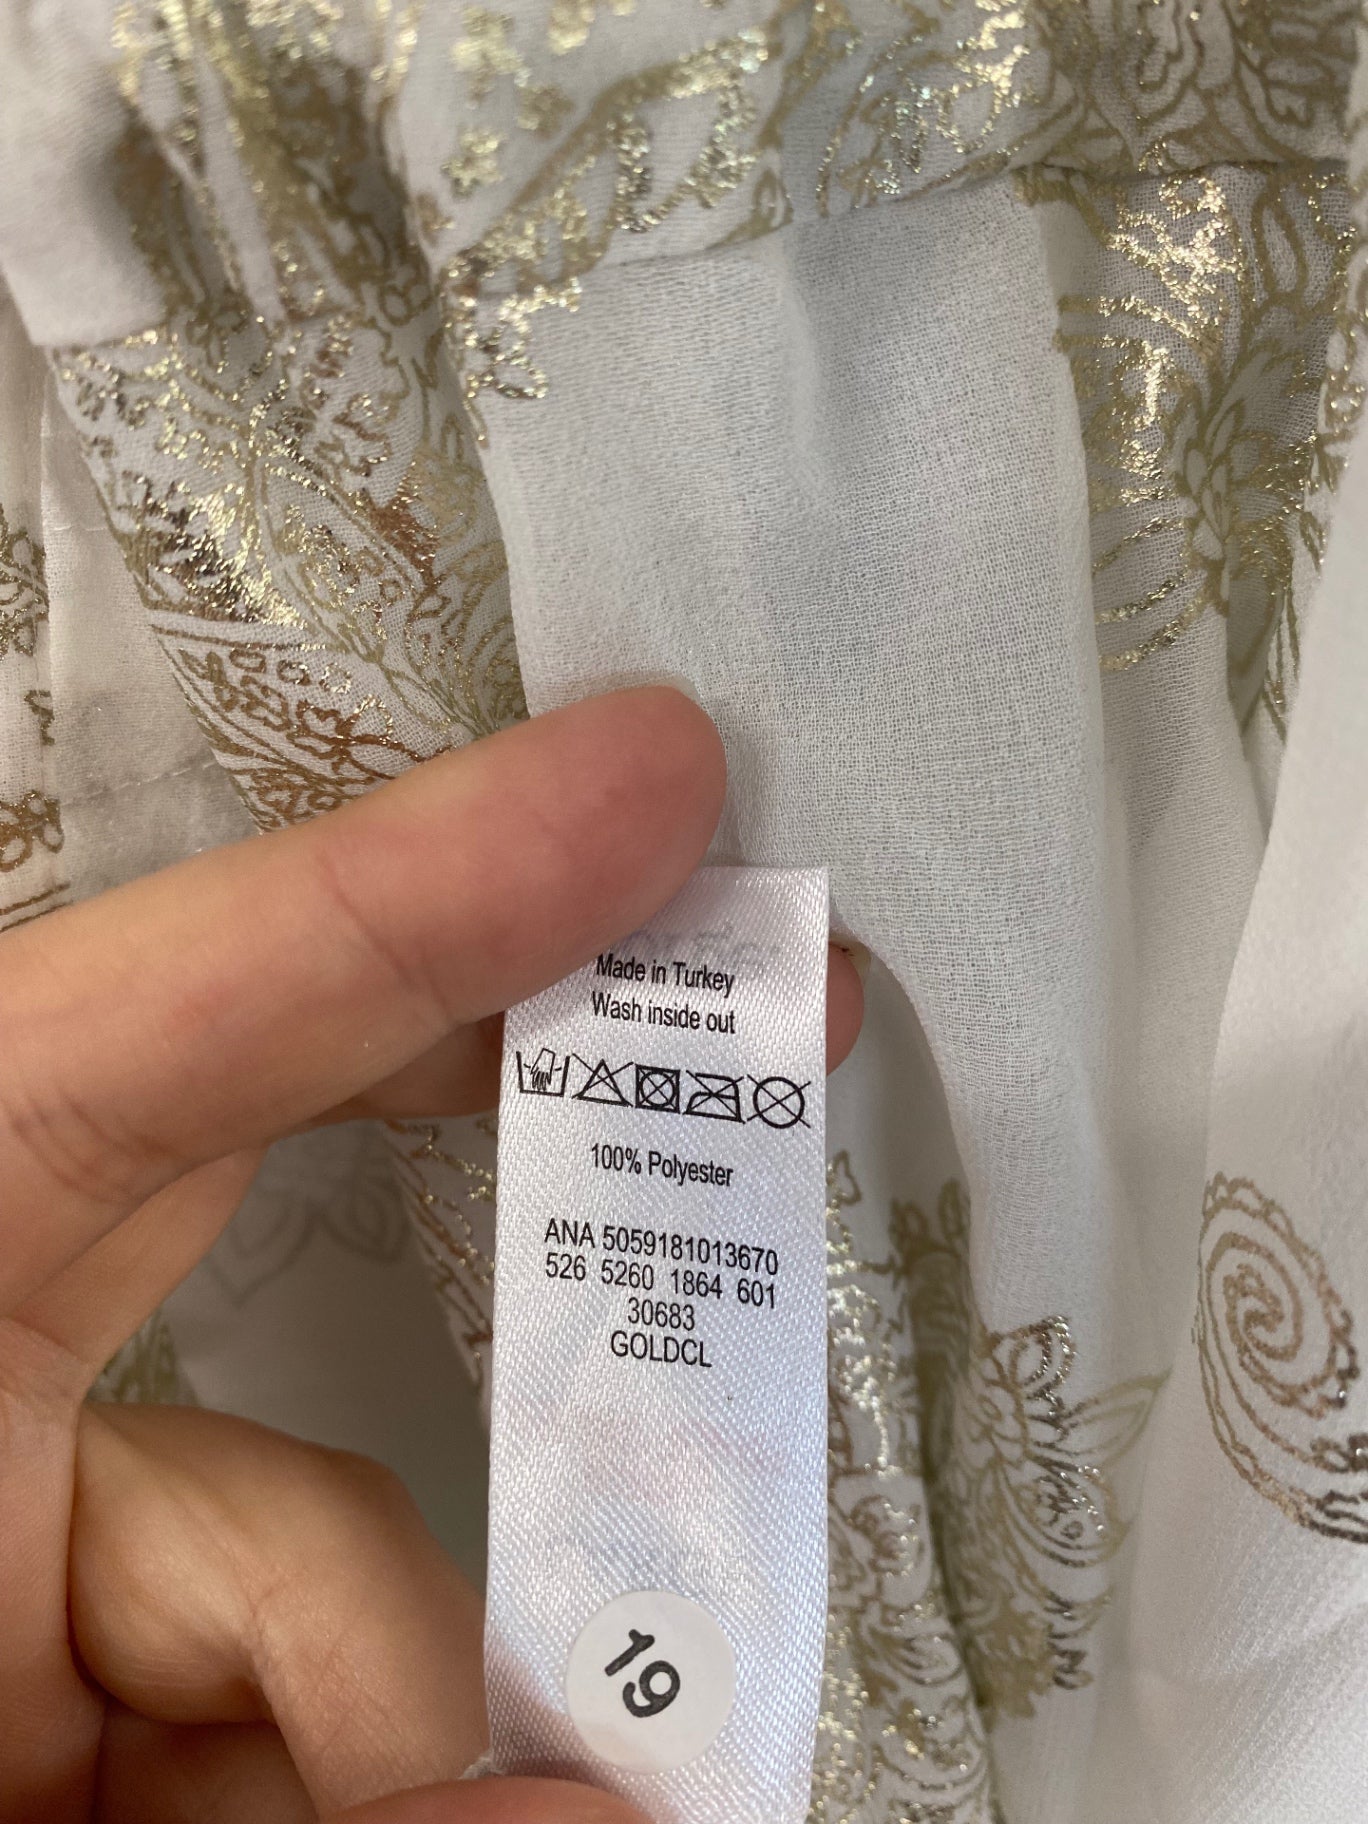 Made in Turkey
Wash inside out
100% Polyester
ANA 5059181013670
526 5260 1864 601
30683
GOLDCL
19